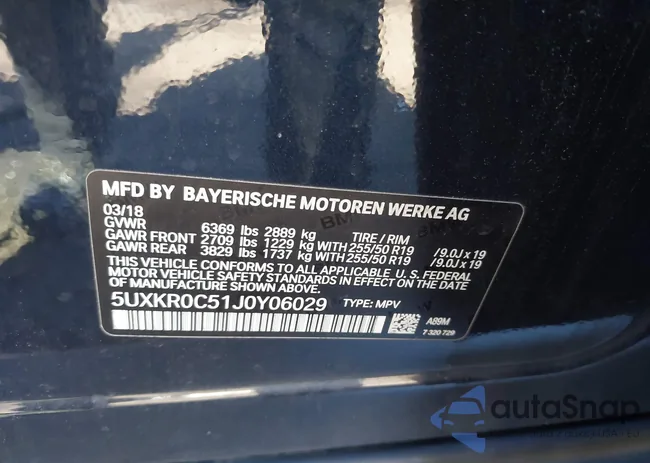 MFD BY BAYERISCHE MOTOREN WERKE AG
03/18
GVWR 6369 lbs 2889 kg TIRE / RIM
GAWR FRONT 2709 lbs 1229 kg WITH 255/50 R19 /9.0J x 19
GAWR REAR 3829 lbs 1737 kg WITH 255/50 R19 /9.0J x 19
THIS VEHICLE CONFORMS TO ALL APPLICABLE U.S. FEDERAL
MOTOR VEHICLE SAFETY STANDARDS IN EFFECT ON THE DATE
OF MANUFACTURE SHOWN ABOVE.
5UXKR0C51J0Y06029 TYPE: MPV
A89M
7 320 729
autoSnap